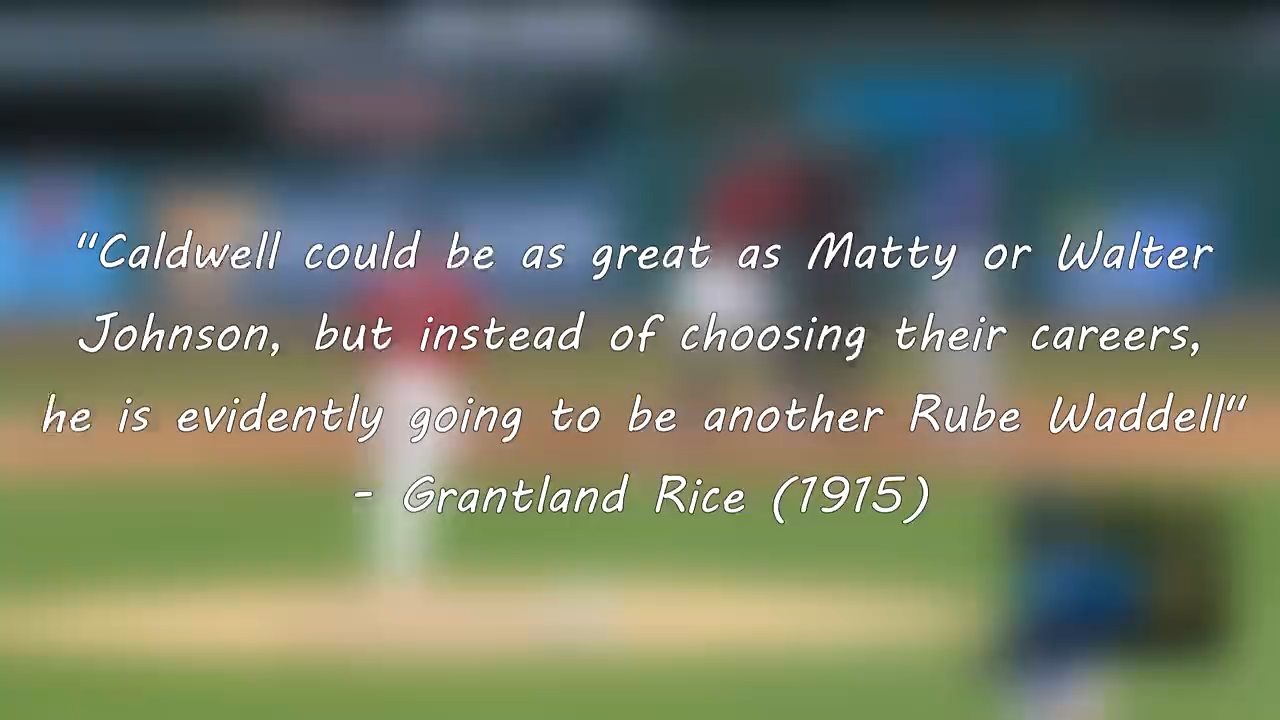 "Caldwell could be as great as Matty or Walter
Johnson, but instead of choosing their careers,
he is evidently going to be another Rube Waddell"
- Grantland Rice (1915)